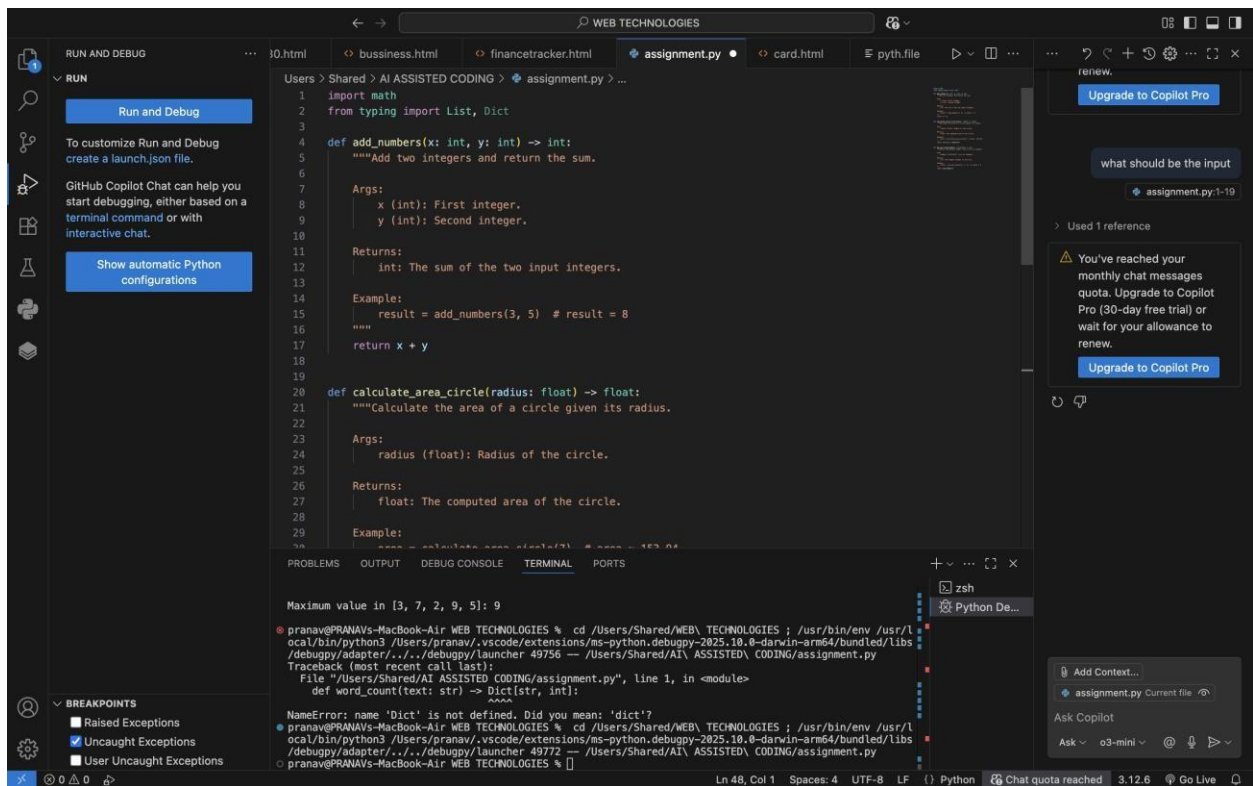 WEB TECHNOLOGIES
RUN AND DEBUG
RUN
Run and Debug
To customize Run and Debug
create a launch.json file.
GitHub Copilot Chat can help you
start debugging, either based on a
terminal command or with
interactive chat.
Show automatic Python
configurations
BREAKPOINTS
Raised Exceptions
Uncaught Exceptions
User Uncaught Exceptions
30.html bussiness.html financetracker.html assignment.py card.html pyth.file
Users > Shared > AI ASSISTED CODING > assignment.py > ...
1 import math
2 from typing import List, Dict
3
4 def add_numbers(x: int, y: int) -> int:
5 """Add two integers and return the sum.
6
7 Args:
8 x (int): First integer.
9 y (int): Second integer.
10
11 Returns:
12 int: The sum of the two input integers.
13
14 Example:
15 result = add_numbers(3, 5) # result = 8
16 """
17 return x + y
18
19
20 def calculate_area_circle(radius: float) -> float:
21 """Calculate the area of a circle given its radius.
22
23 Args:
24 radius (float): Radius of the circle.
25
26 Returns:
27 float: The computed area of the circle.
28
29 Example:
30 area = calculate_area_circle(7) # area ≈ 153.94
PROBLEMS OUTPUT DEBUG CONSOLE TERMINAL PORTS
Maximum value in [3, 7, 2, 9, 5]: 9
pranav@PRANAVs-MacBook-Air WEB TECHNOLOGIES % cd /Users/Shared/WEB\ TECHNOLOGIES ; /usr/bin/env /usr/l
ocal/bin/python3 /Users/pranav/.vscode/extensions/ms-python.debugpy-2025.10.0-darwin-arm64/bundled/libs
/debugpy/adapter/../../debugpy/launcher 49756 -- /Users/Shared/AI\ ASSISTED\ CODING/assignment.py
Traceback (most recent call last):
File "/Users/Shared/AI ASSISTED CODING/assignment.py", line 1, in <module>
def word_count(text: str) -> Dict[str, int]:
^^^^
NameError: name 'Dict' is not defined. Did you mean: 'dict'?
pranav@PRANAVs-MacBook-Air WEB TECHNOLOGIES % cd /Users/Shared/WEB\ TECHNOLOGIES ; /usr/bin/env /usr/l
ocal/bin/python3 /Users/pranav/.vscode/extensions/ms-python.debugpy-2025.10.0-darwin-arm64/bundled/libs
/debugpy/adapter/../../debugpy/launcher 49772 -- /Users/Shared/AI\ ASSISTED\ CODING/assignment.py
pranav@PRANAVs-MacBook-Air WEB TECHNOLOGIES %
zsh
Python De...
renew.
Upgrade to Copilot Pro
what should be the input
assignment.py:1-19
Used 1 reference
You've reached your
monthly chat messages
quota. Upgrade to Copilot
Pro (30-day free trial) or
wait for your allowance to
renew.
Upgrade to Copilot Pro
Add Context...
assignment.py Current file
Ask Copilot
Ask o3-mini
0 0 Ln 48, Col 1 Spaces: 4 UTF-8 LF {} Python Chat quota reached 3.12.6 Go Live